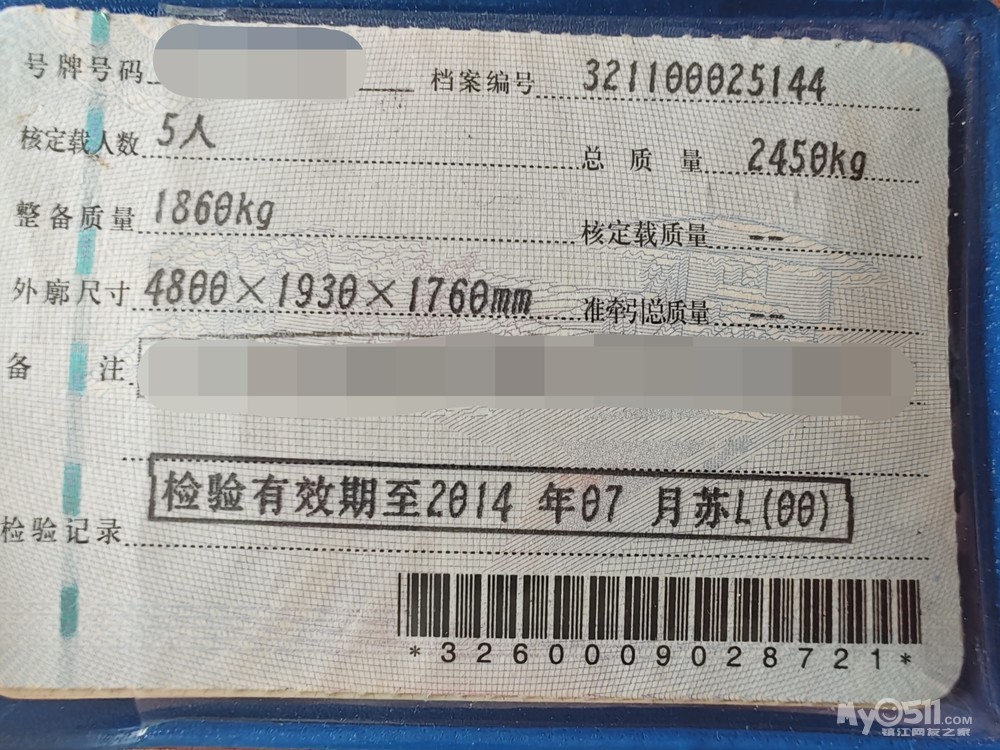 号牌号码 档案编号 321100025144
核定载人数 5人 总质量 2450kg
整备质量 1860kg 核定载质量 --
外廓尺寸 4800×1930×1760mm 准牵引总质量 --
备注
检验有效期至2014 年07 月苏L(00)
检验记录
*3260009028721*
My0511.COM
镇江网友之家